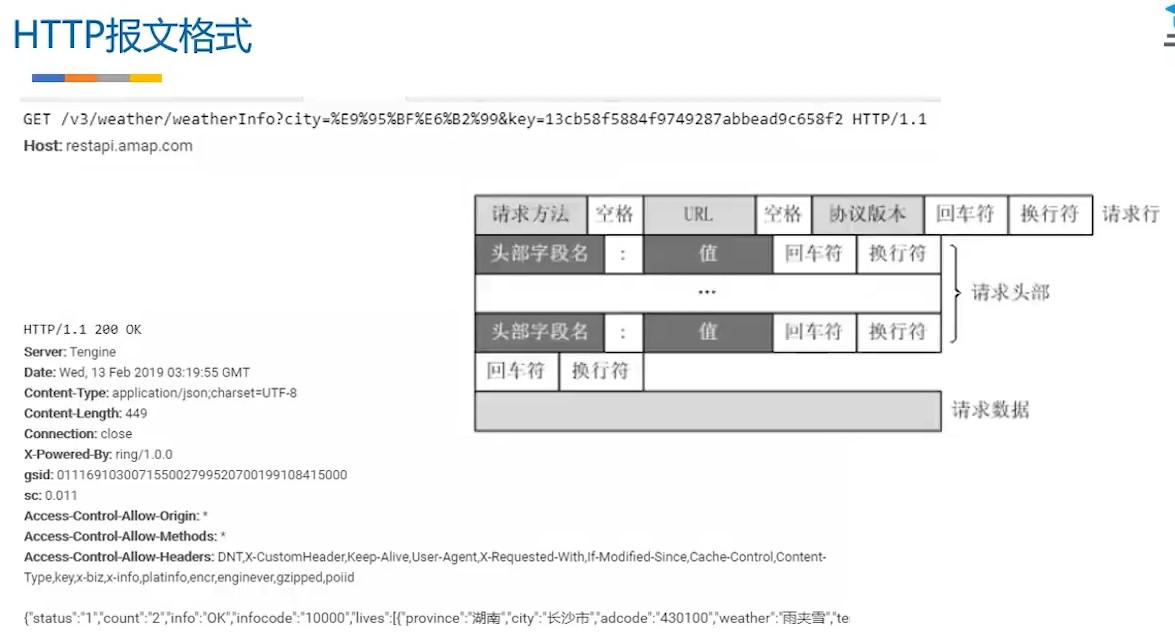 HTTP报文格式
GET /v3/weather/weatherInfo?city=%E9%95%BF%E6%B2%99&key=13cb58f5884f9749287abbead9c658f2 HTTP/1.1
Host: restapi.amap.com
请求方法 空格 URL 空格 协议版本 回车符 换行符 请求行
头部字段名 : 值 回车符 换行符
... 请求头部
头部字段名 : 值 回车符 换行符
回车符 换行符
请求数据
HTTP/1.1 200 OK
Server: Tengine
Date: Wed, 13 Feb 2019 03:19:55 GMT
Content-Type: application/json;charset=UTF-8
Content-Length: 449
Connection: close
X-Powered-By: ring/1.0.0
gsid: 011169103007155002799520700199108415000
sc: 0.011
Access-Control-Allow-Origin: *
Access-Control-Allow-Methods: *
Access-Control-Allow-Headers: DNT,X-CustomHeader,Keep-Alive,User-Agent,X-Requested-With,If-Modified-Since,Cache-Control,Content-
Type,key,x-biz,x-info,platinfo,encr,enginever,gzipped,poiid
{"status":"1","count":"2","info":"OK","infocode":"10000","lives":[{"province":"湖南","city":"长沙市","adcode":"430100","weather":"雨夹雪","te